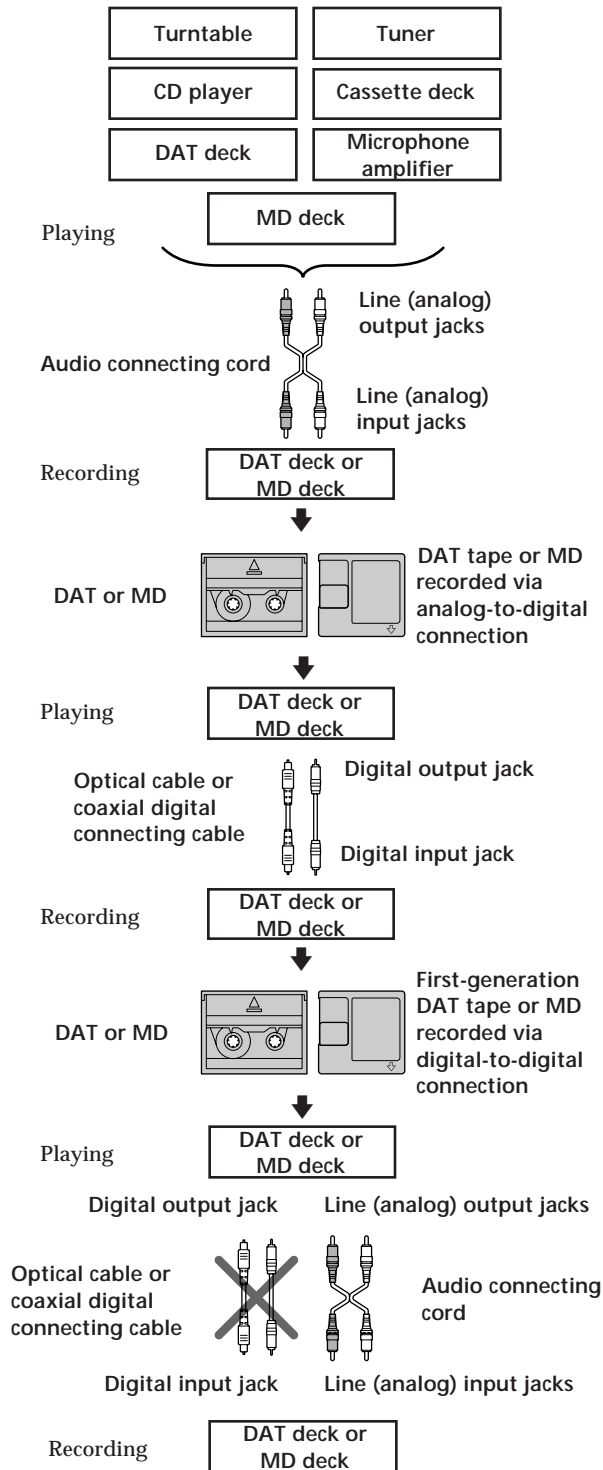 Turntable
Tuner
CD player
Cassette deck
DAT deck
Microphone
amplifier
Playing
MD deck
Line (analog)
output jacks
Audio connecting cord
Line (analog)
input jacks
Recording
DAT deck or
MD deck
DAT or MD
DAT tape or MD
recorded via
analog-to-digital
connection
Playing
DAT deck or
MD deck
Optical cable or
coaxial digital
connecting cable
Digital output jack
Digital input jack
Recording
DAT deck or
MD deck
DAT or MD
First-generation
DAT tape or MD
recorded via
digital-to-digital
connection
Playing
DAT deck or
MD deck
Digital output jack
Line (analog) output jacks
Optical cable or
coaxial digital
connecting cable
Audio connecting
cord
Digital input jack
Line (analog) input jacks
Recording
DAT deck or
MD deck